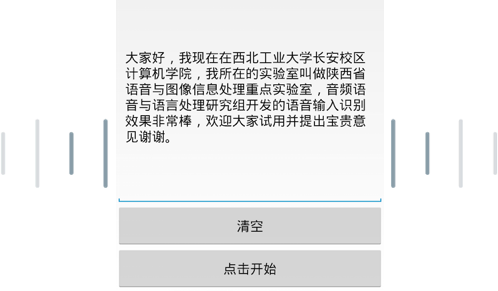 大家好，我现在在西北工业大学长安校区
计算机学院，我所在的实验室叫做陕西省
语音与图像信息处理重点实验室，音频语
音与语言处理研究组开发的语音输入识别
效果非常棒，欢迎大家试用并提出宝贵意
见谢谢。
清空
点击开始